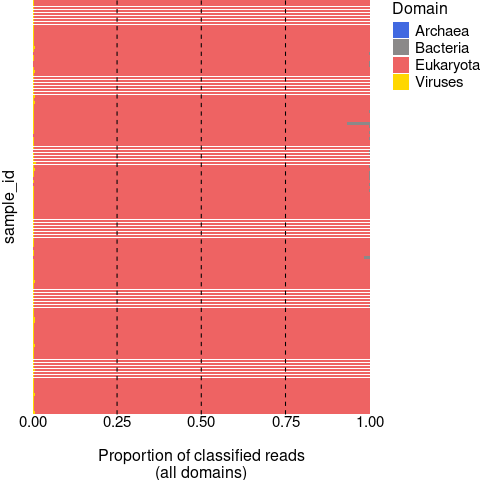 Domain
Archaea
Bacteria
Eukaryota
Viruses
sample_id
0.00 0.25 0.50 0.75 1.00
Proportion of classified reads
(all domains)